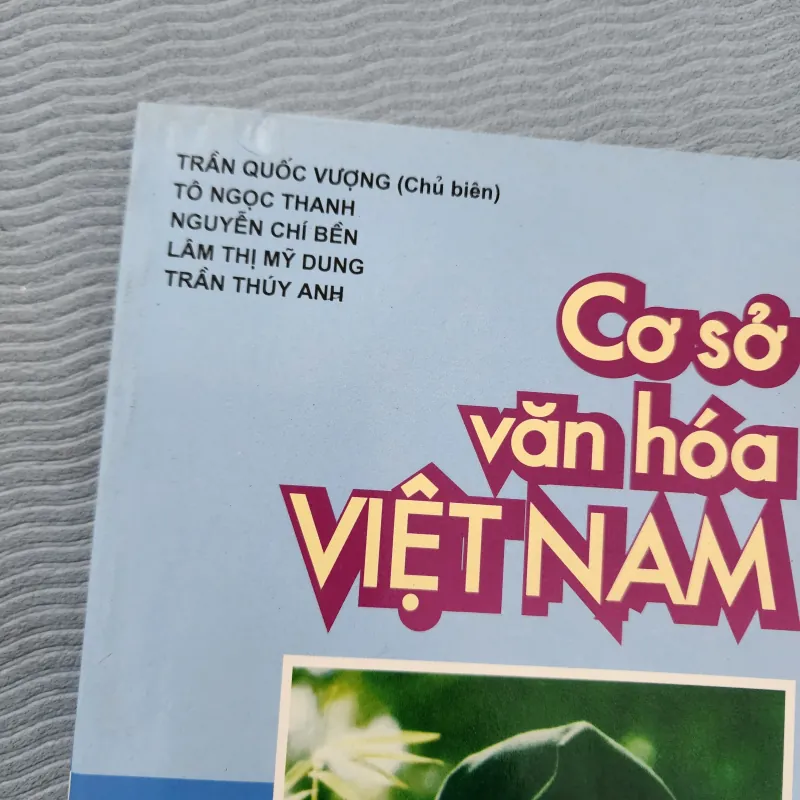 TRẦN QUỐC VƯỢNG (Chủ biên)
TÔ NGỌC THANH
NGUYỄN CHÍ BỀN
LÂM THỊ MỸ DUNG
TRẦN THÚY ANH
Cơ sở
văn hóa
VIỆT NAM